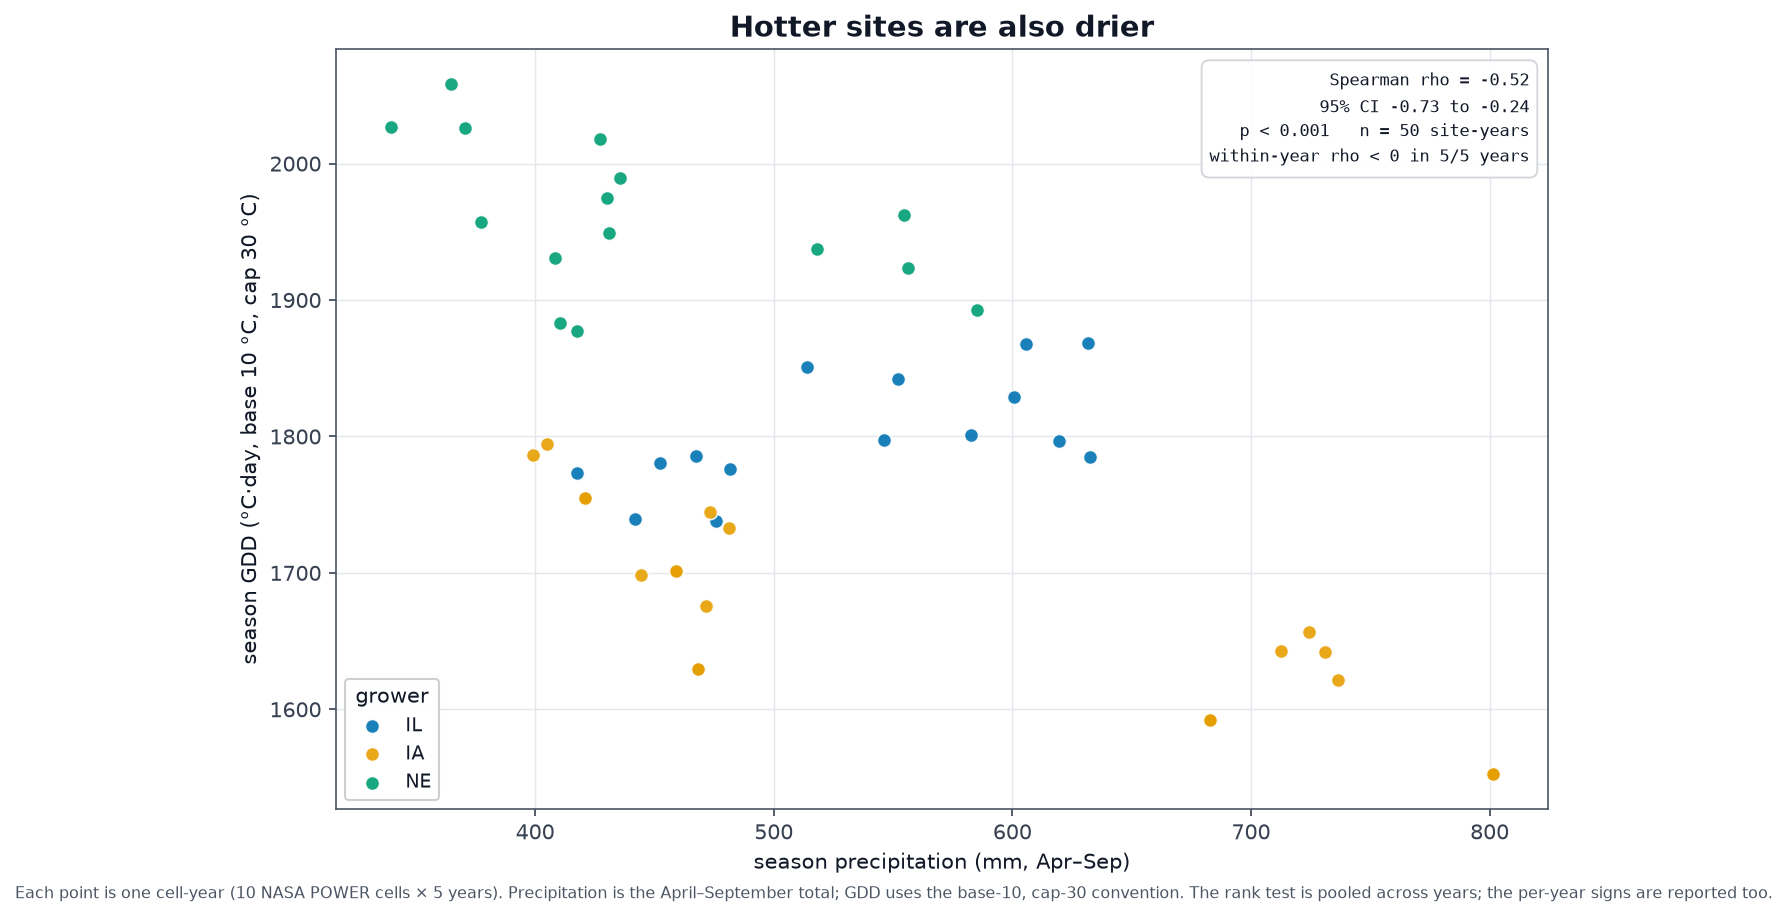 Hotter sites are also drier
Spearman rho = -0.52
95% CI -0.73 to -0.24
p < 0.001   n = 50 site-years
within-year rho < 0 in 5/5 years
season GDD (°C·day, base 10 °C, cap 30 °C)
2000
1900
1800
1700
1600
grower
IL
IA
NE
400
500
600
700
800
season precipitation (mm, Apr–Sep)
Each point is one cell-year (10 NASA POWER cells × 5 years). Precipitation is the April–September total; GDD uses the base-10, cap-30 convention. The rank test is pooled across years; the per-year signs are reported too.